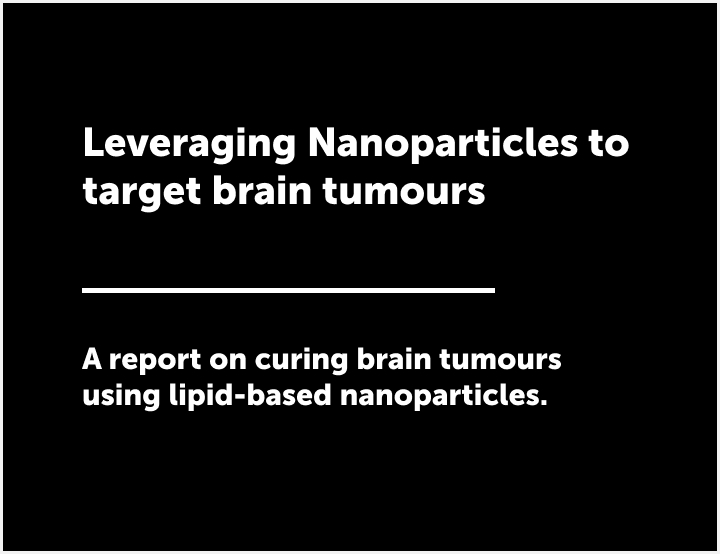 Leveraging Nanoparticles to
target brain tumours
A report on curing brain tumours
using lipid-based nanoparticles.